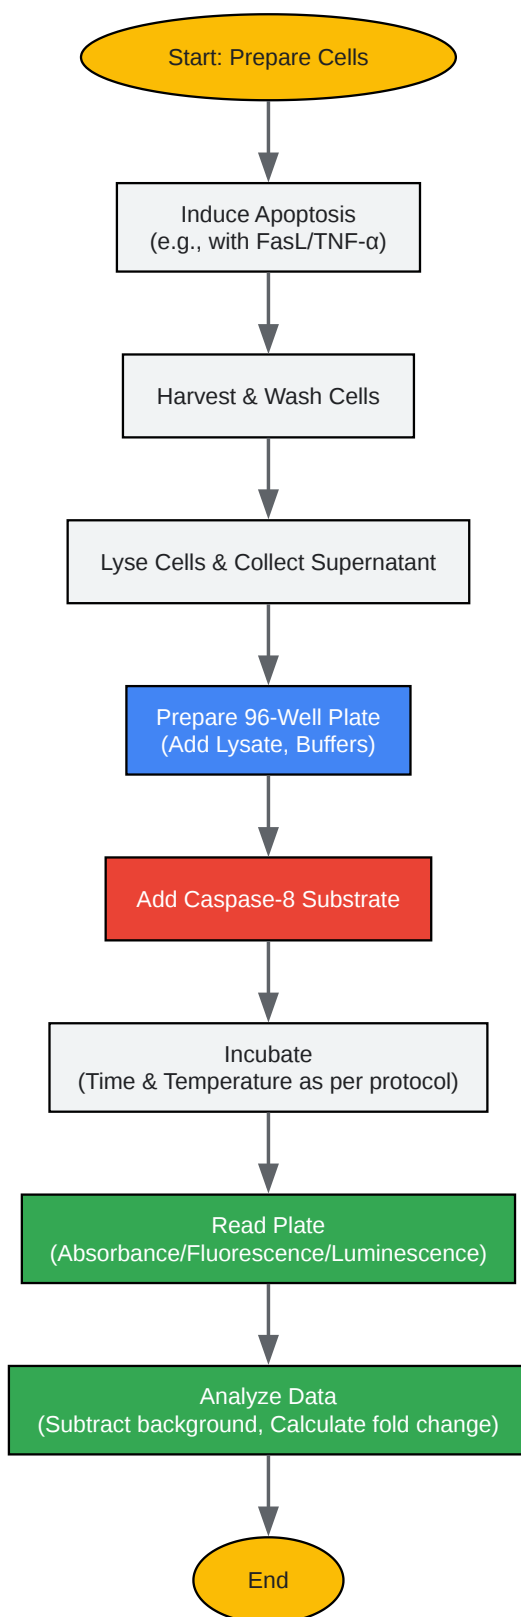 Start: Prepare Cells
Induce Apoptosis
(e.g., with FasL/TNF-α)
Harvest & Wash Cells
Lyse Cells & Collect Supernatant
Prepare 96-Well Plate
(Add Lysate, Buffers)
Add Caspase-8 Substrate
Incubate
(Time & Temperature as per protocol)
Read Plate
(Absorbance/Fluorescence/Luminescence)
Analyze Data
(Subtract background, Calculate fold change)
End